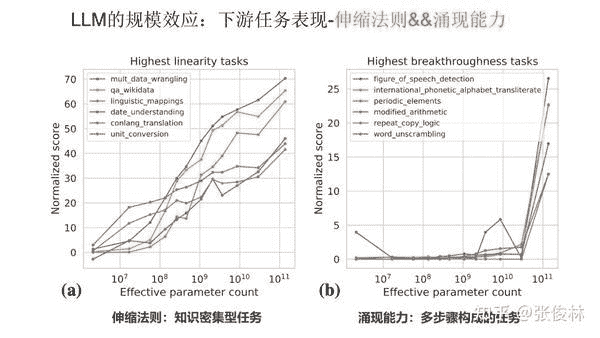 LLM的规模效应：下游任务表现-伸缩法则&&涌现能力
Highest linearity tasks
Normalized score
70
60
50
40
30
20
10
0
mult_data_wrangling
qa_wikidata
linguistic_mappings
date_understanding
conlang_translation
unit_conversion
10⁷
10⁸
10⁹
10¹⁰
10¹¹
(a)
Effective parameter count
伸缩法则：知识密集型任务
Highest breakthroughness tasks
Normalized score
25
20
15
10
5
0
figure_of_speech_detection
international_phonetic_alphabet_transliterate
periodic_elements
modified_arithmetic
repeat_copy_logic
word_unscrambling
10⁷
10⁸
10⁹
10¹⁰
10¹¹
(b)
Effective parameter count
涌现能力：多步骤构成的任务
知乎 @张俊林